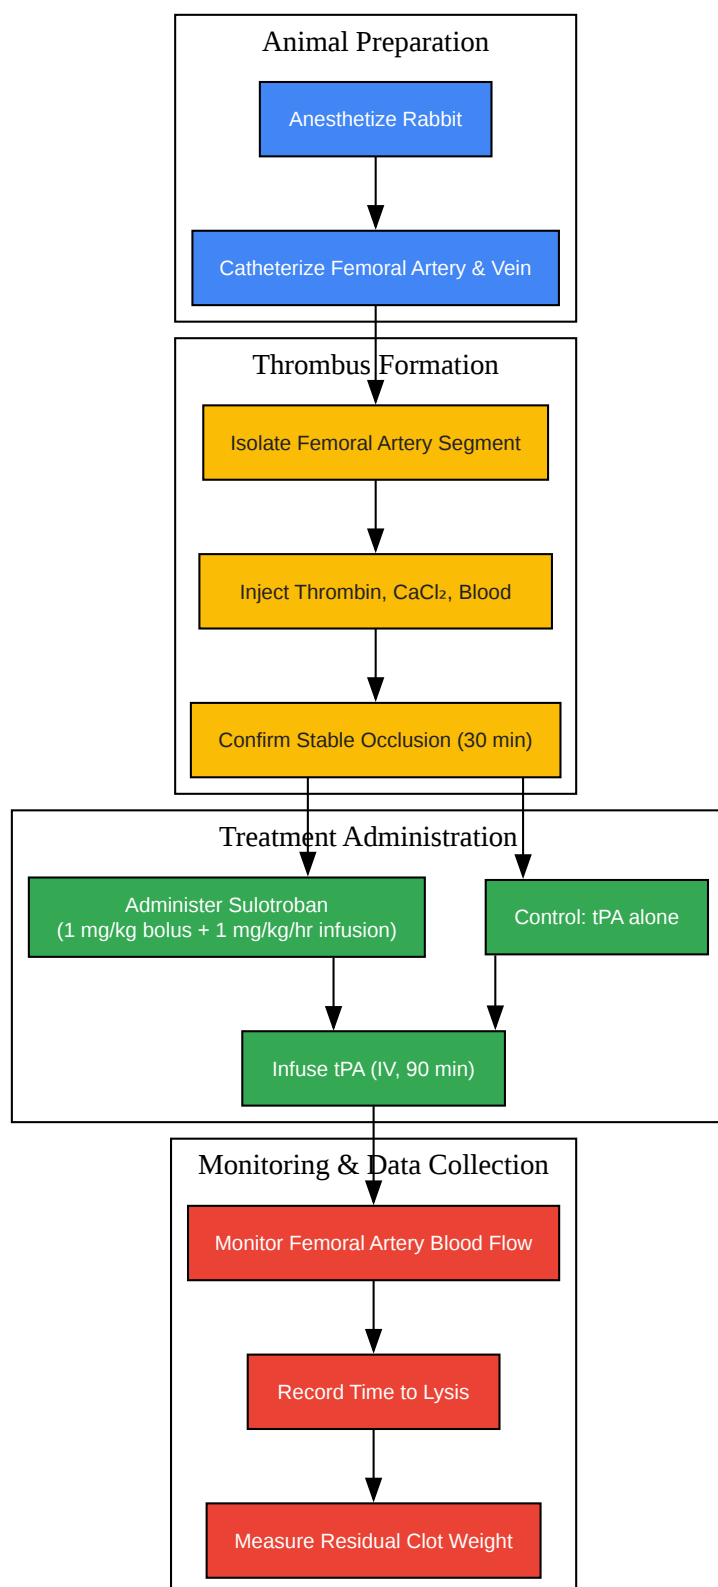 Animal Preparation
Anesthetize Rabbit
Catheterize Femoral Artery & Vein
Thrombus Formation
Isolate Femoral Artery Segment
Inject Thrombin, CaCl₂, Blood
Confirm Stable Occlusion (30 min)
Treatment Administration
Administer Sulotroban
(1 mg/kg bolus + 1 mg/kg/hr infusion)
Control: tPA alone
Infuse tPA (IV, 90 min)
Monitoring & Data Collection
Monitor Femoral Artery Blood Flow
Record Time to Lysis
Measure Residual Clot Weight